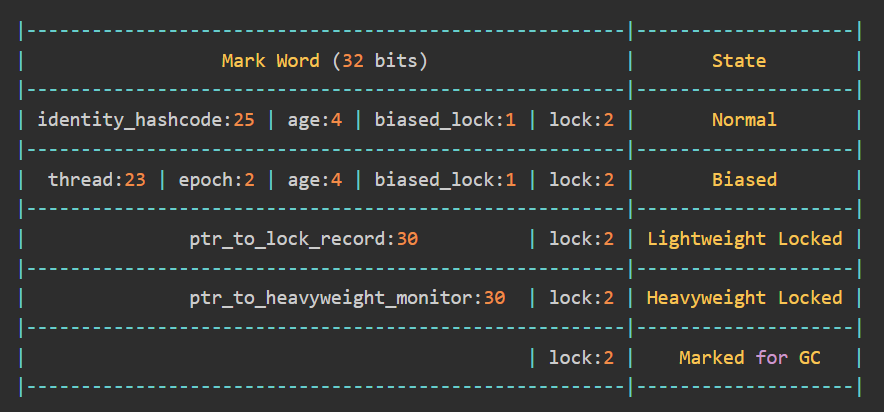 |-------------------------------------------------------|--------------------|
| Mark Word (32 bits) | State |
|-------------------------------------------------------|--------------------|
| identity_hashcode:25 | age:4 | biased_lock:1 | lock:2 | Normal |
|-------------------------------------------------------|--------------------|
| thread:23 | epoch:2 | age:4 | biased_lock:1 | lock:2 | Biased |
|-------------------------------------------------------|--------------------|
| ptr_to_lock_record:30 | lock:2 | Lightweight Locked |
|-------------------------------------------------------|--------------------|
| ptr_to_heavyweight_monitor:30 | lock:2 | Heavyweight Locked |
|-------------------------------------------------------|--------------------|
| | lock:2 | Marked for GC |
|-------------------------------------------------------|--------------------|